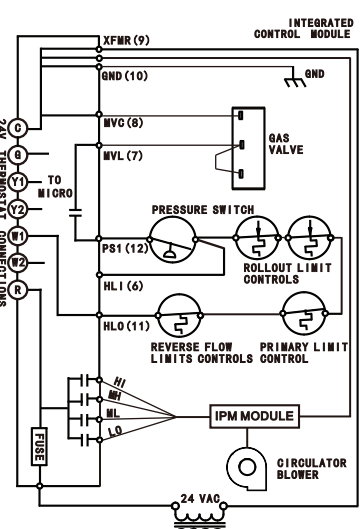 INTEGRATED
CONTROL MODULE
XFMR(9)
GND(10)
GND
MVC(8)
C
GAS
VALVE
G
MVL(7)
24V THERMOSTAT CONNECTIONS
Y1
TO
MICRO
Y2
PRESSURE SWITCH
W1
PS1(12)
W2
ROLLOUT LIMIT
CONTROLS
R
HLI(6)
HLO(11)
REVERSE FLOW
LIMITS CONTROLS
PRIMARY LIMIT
CONTROL
HI
MH
ML
LO
IPM MODULE
FUSE
CIRCULATOR
BLOWER
24 VAC